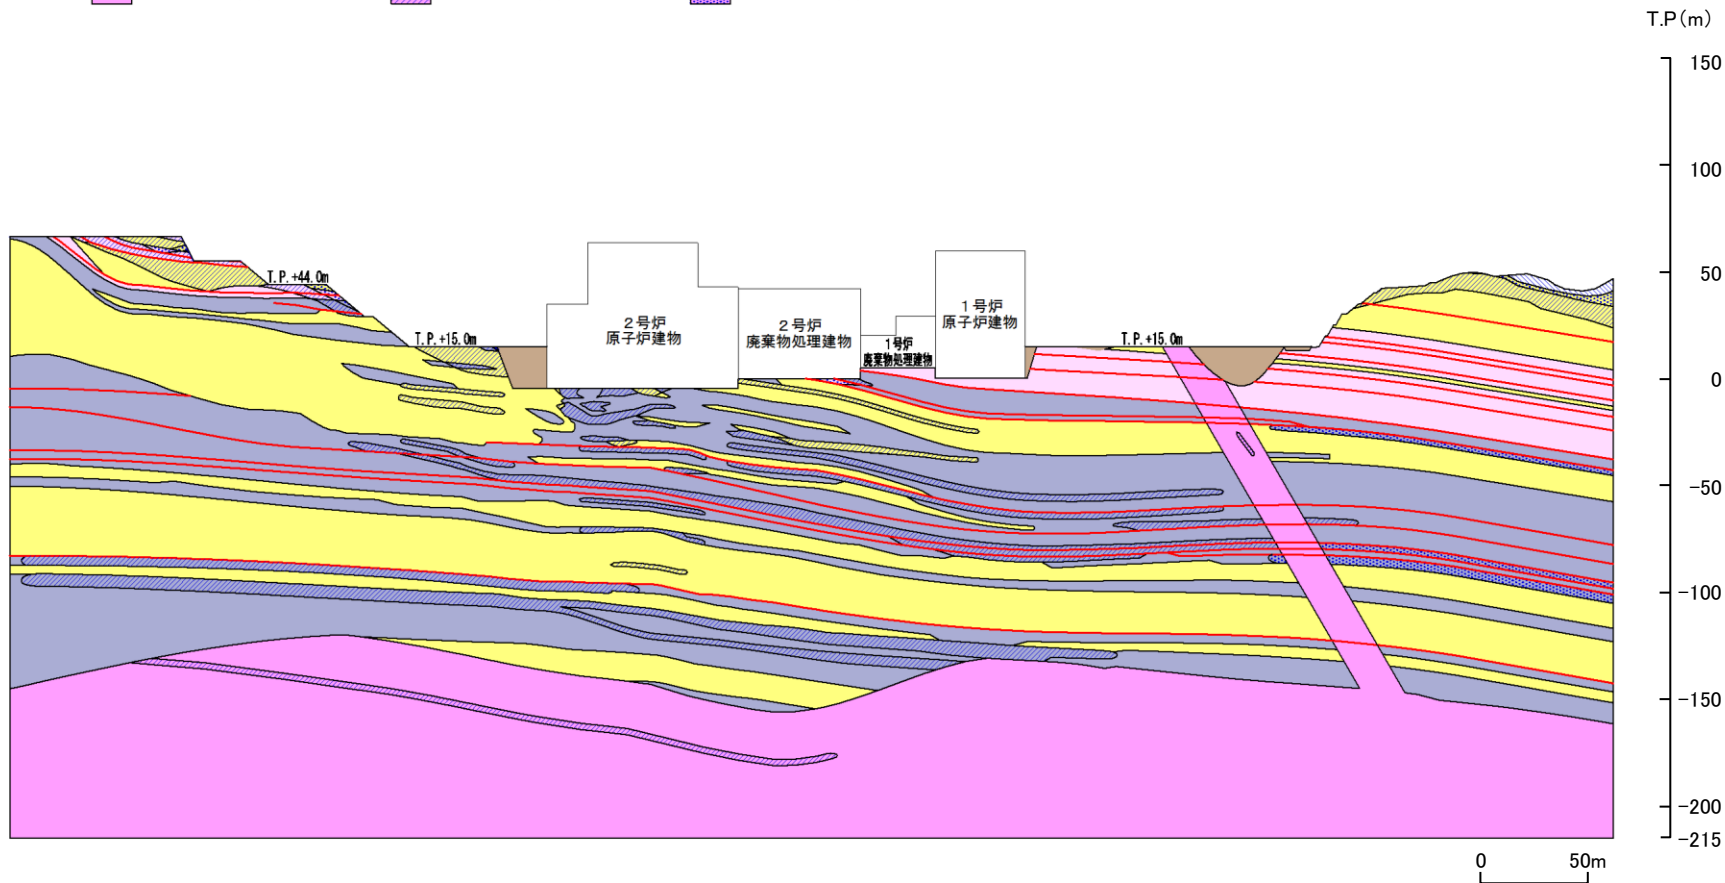 T.P(m)
150
100
50
0
-50
-100
-150
-200
-215
T.P.+44.0m
T.P.+15.0m
2号炉
原子炉建物
2号炉
廃棄物処理建物
1号炉
廃棄物処理建物
1号炉
原子炉建物
T.P.+15.0m
0 50m